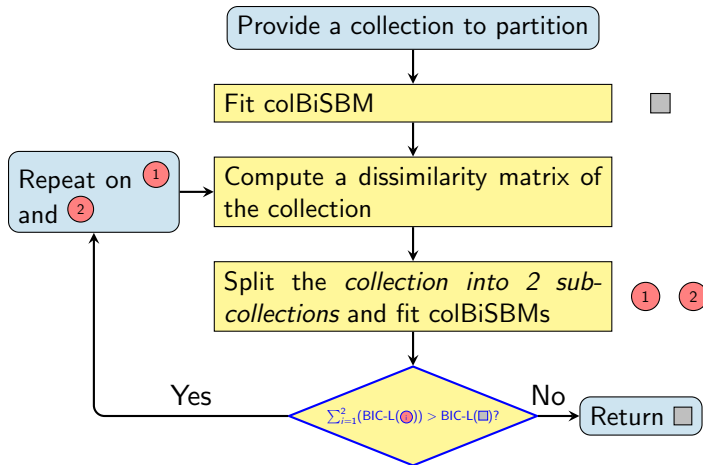 Provide a collection to partition
Fit colBiSBM
Repeat on 1
and 2
Compute a dissimilarity matrix of
the collection
Split the collection into 2 sub-
collections and fit colBiSBMs
1 2
Yes
∑²ᵢ₌₁(BIC-L(i)) > BIC-L(□)?
No
Return